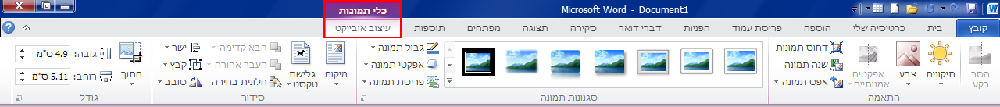 Microsoft Word - Document1
כלי תמונות
קובץ
בית
כרטיסיה שלי
הוספה
פריסת עמוד
הפניות
דברי דואר
סקירה
תצוגה
מפתחים
תוספות
עיצוב אובייקט
הסר רקע
תיקונים
צבע
אפקטים אמנותיים
דחוס תמונות
שנה תמונה
אפס תמונה
התאמה
גבול תמונה
אפקטי תמונה
פריסת תמונה
סגנונות תמונה
מיקום
גלישת טקסט
הבא קדימה
העבר אחורה
חלונית בחירה
ישר
קבץ
סובב
סידור
חתוך
גובה: 4.9 ס"מ
רוחב: 5.11 ס"מ
גודל